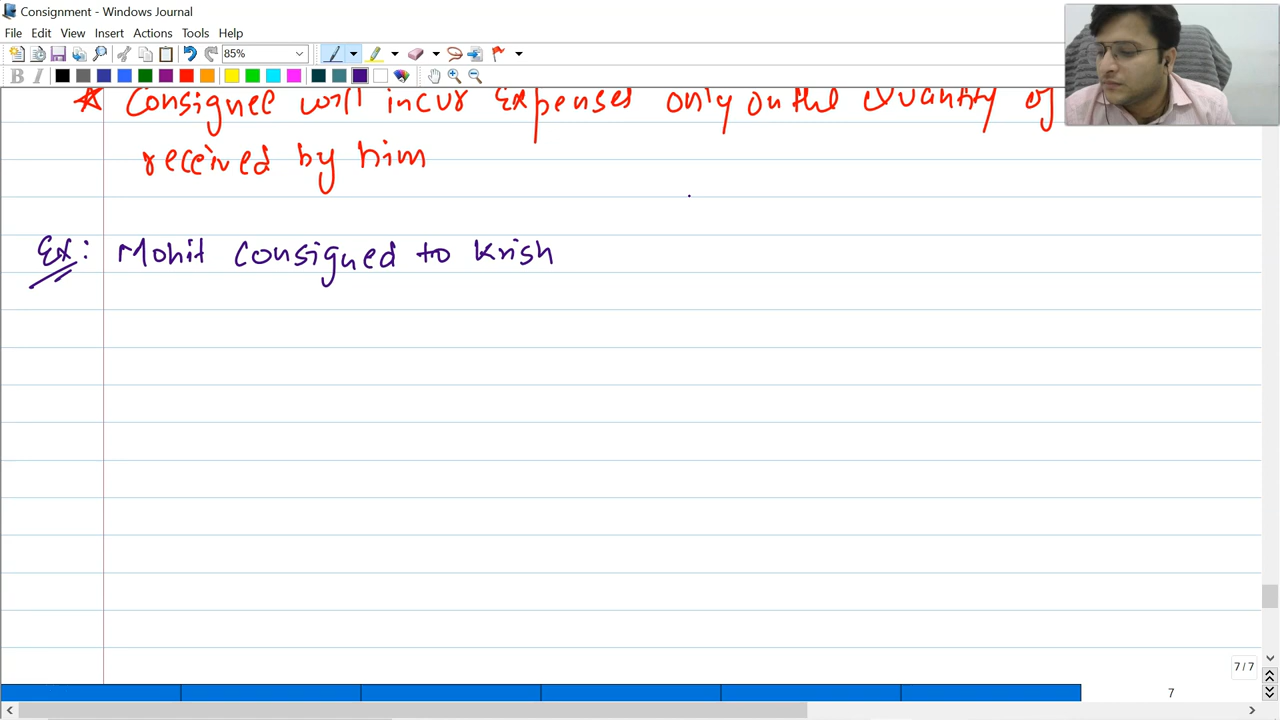 Consignment - Windows Journal
File Edit View Insert Actions Tools Help
85%
B I
* Consignee will incur Expenses only on the Quantity of
received by him
Ex: Mohit Consigned to Krish
7 / 7
7